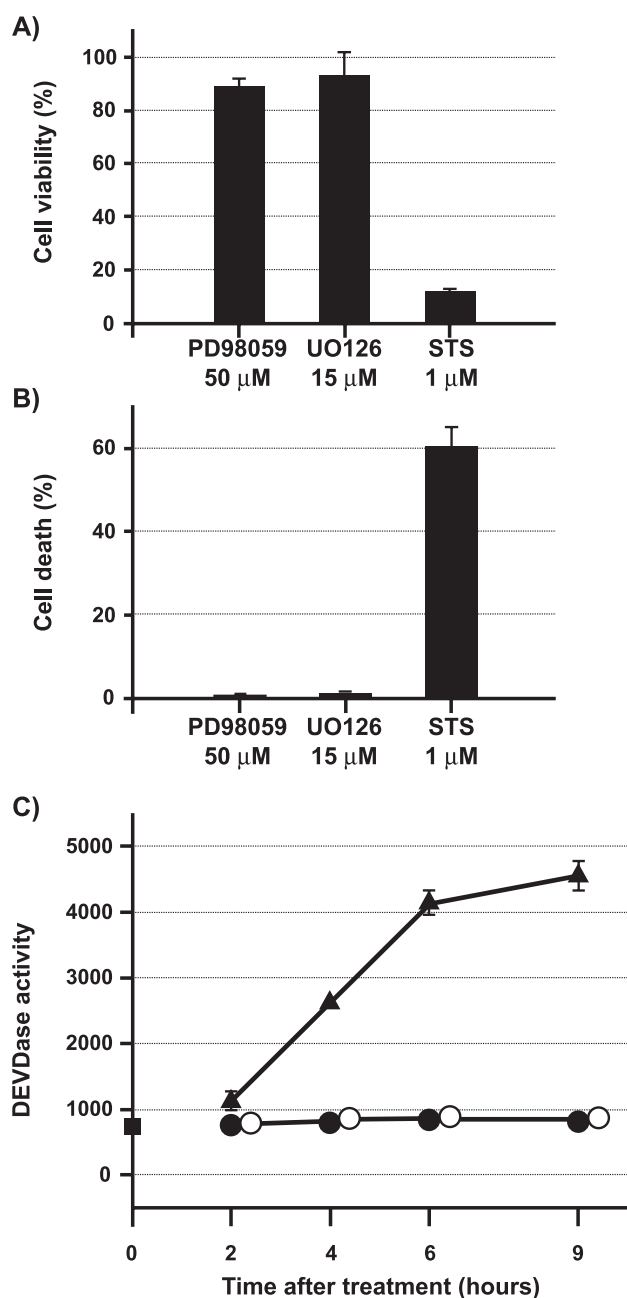 A)
Cell viability (%)
100
80
60
40
20
0
PD98059 UO126 STS
50 μM 15 μM 1 μM
B)
Cell death (%)
60
40
20
0
PD98059 UO126 STS
50 μM 15 μM 1 μM
C)
DEVDase activity
5000
4000
3000
2000
1000
0
0 2 4 6 9
Time after treatment (hours)